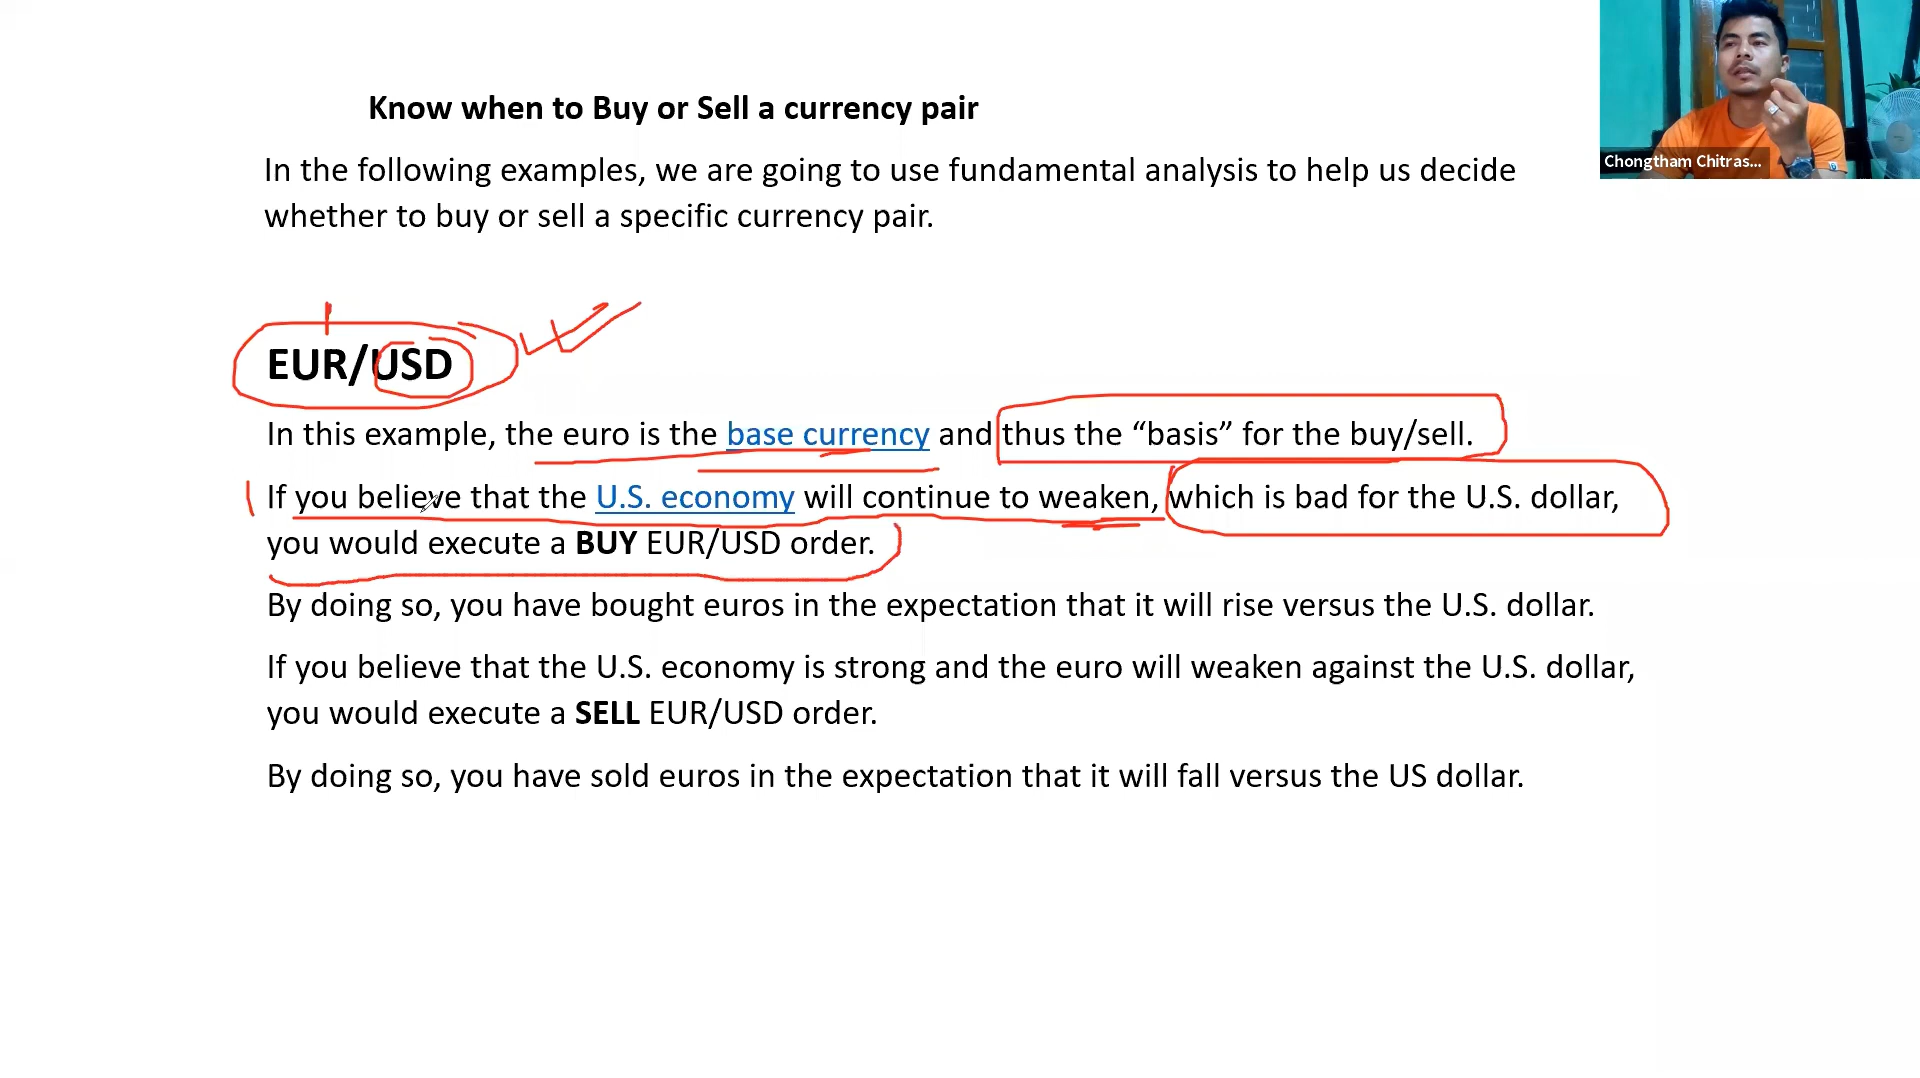 Know when to Buy or Sell a currency pair
Chongtham Chitras...
In the following examples, we are going to use fundamental analysis to help us decide
whether to buy or sell a specific currency pair.
EUR/USD
In this example, the euro is the base currency and thus the “basis” for the buy/sell.
If you believe that the U.S. economy will continue to weaken, which is bad for the U.S. dollar,
you would execute a BUY EUR/USD order.
By doing so, you have bought euros in the expectation that it will rise versus the U.S. dollar.
If you believe that the U.S. economy is strong and the euro will weaken against the U.S. dollar,
you would execute a SELL EUR/USD order.
By doing so, you have sold euros in the expectation that it will fall versus the US dollar.